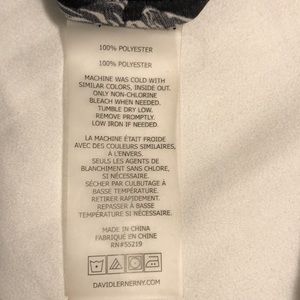 100% POLYESTER
100% POLYESTER
MACHINE WAS COLD WITH
SIMILAR COLORS, INSIDE OUT.
ONLY NON-CHLORINE
BLEACH WHEN NEEDED.
TUMBLE DRY LOW.
REMOVE PROMPTLY.
LOW IRON IF NEEDED.
LA MACHINE ÉTAIT FROIDE
AVEC DES COULEURS SIMILAIRES,
À L'ENVERS.
SEULS LES AGENTS DE
BLANCHIMENT SANS CHLORE,
SI NÉCESSAIRE.
SÉCHER PAR CULBUTAGE À
BASSE TEMPÉRATURE.
RETIRER RAPIDEMENT.
REPASSER À BASSE
TEMPÉRATURE SI NÉCESSAIRE.
MADE IN CHINA
FABRIQUÉ EN CHINE
RN#55219
DAVIDLERNERNY.COM